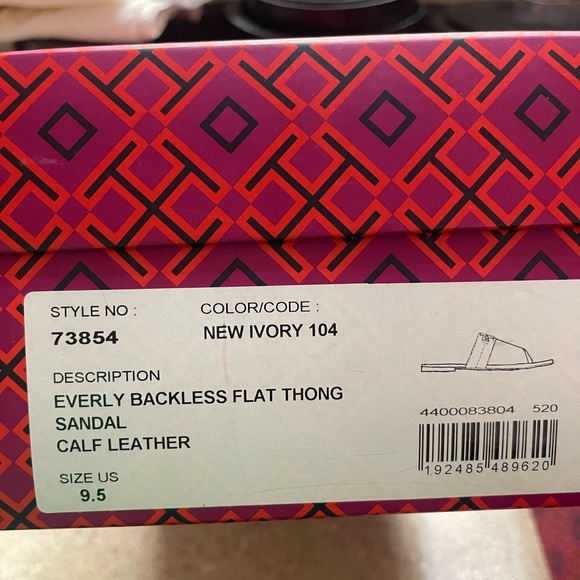 STYLE NO : COLOR/CODE :
73854 NEW IVORY 104
DESCRIPTION
EVERLY BACKLESS FLAT THONG
SANDAL
CALF LEATHER
SIZE US
9.5
4400083804 520
192485 489620